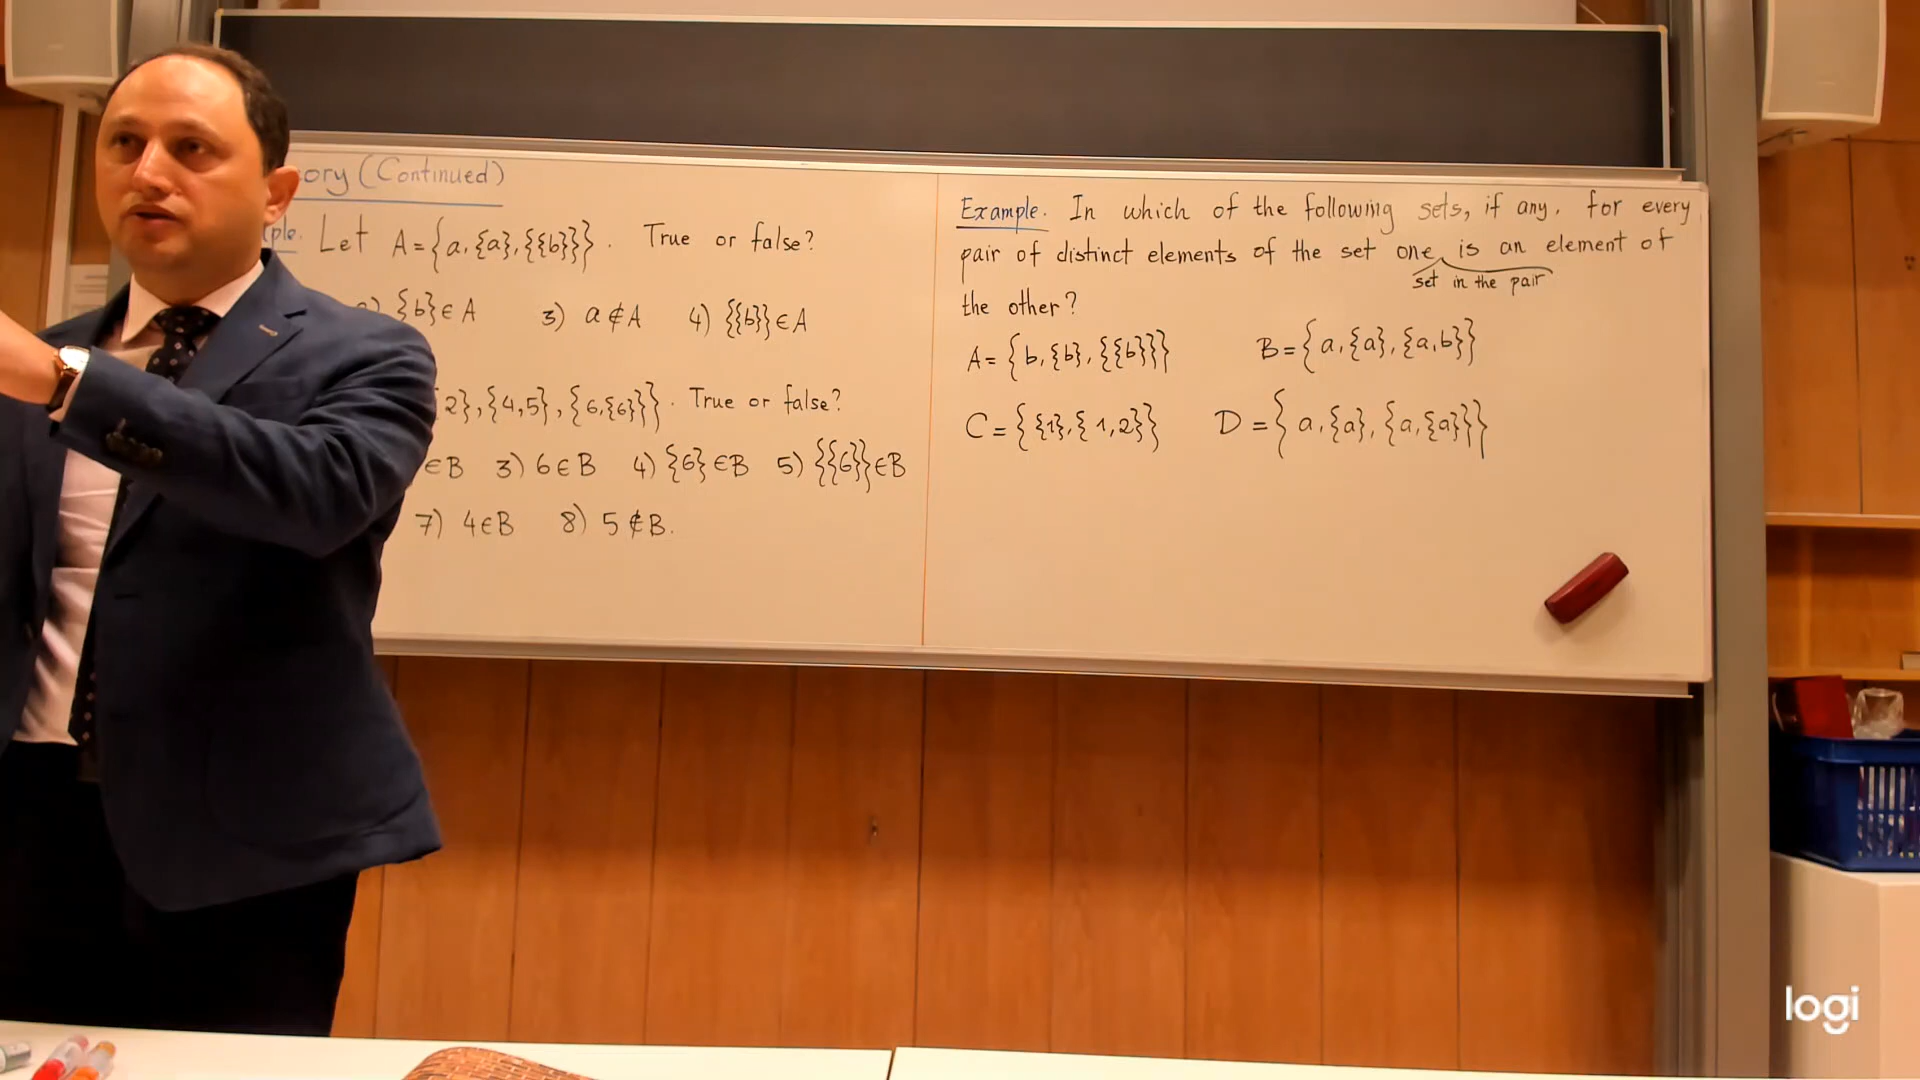 ory (Continued)
ple. Let A = {a, {a}, {{b}}}. True or false?
2) {b} ∈ A 3) a ∉ A 4) {{b}} ∈ A
2}, {4,5}, {6,{6}}}. True or false?
∈ B 3) 6 ∈ B 4) {6} ∈ B 5) {{6}} ∈ B
7) 4 ∈ B 8) 5 ∉ B.
Example. In which of the following sets, if any, for every
pair of distinct elements of the set one is an element of
set in the pair
the other?
A = {b, {b}, {{b}}} B = {a, {a}, {a,b}}
C = {{1}, {1,2}} D = {a, {a}, {a,{a}}}
logi